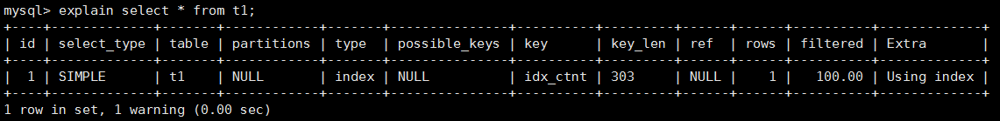 mysql> explain select * from t1;
+----+-------------+-------+------------+-------+---------------+----------+---------+------+------+----------+-------------+
| id | select_type | table | partitions | type  | possible_keys | key      | key_len | ref  | rows | filtered | Extra       |
+----+-------------+-------+------------+-------+---------------+----------+---------+------+------+----------+-------------+
|  1 | SIMPLE      | t1    | NULL       | index | NULL          | idx_ctnt | 303     | NULL |    1 |   100.00 | Using index |
+----+-------------+-------+------------+-------+---------------+----------+---------+------+------+----------+-------------+
1 row in set, 1 warning (0.00 sec)